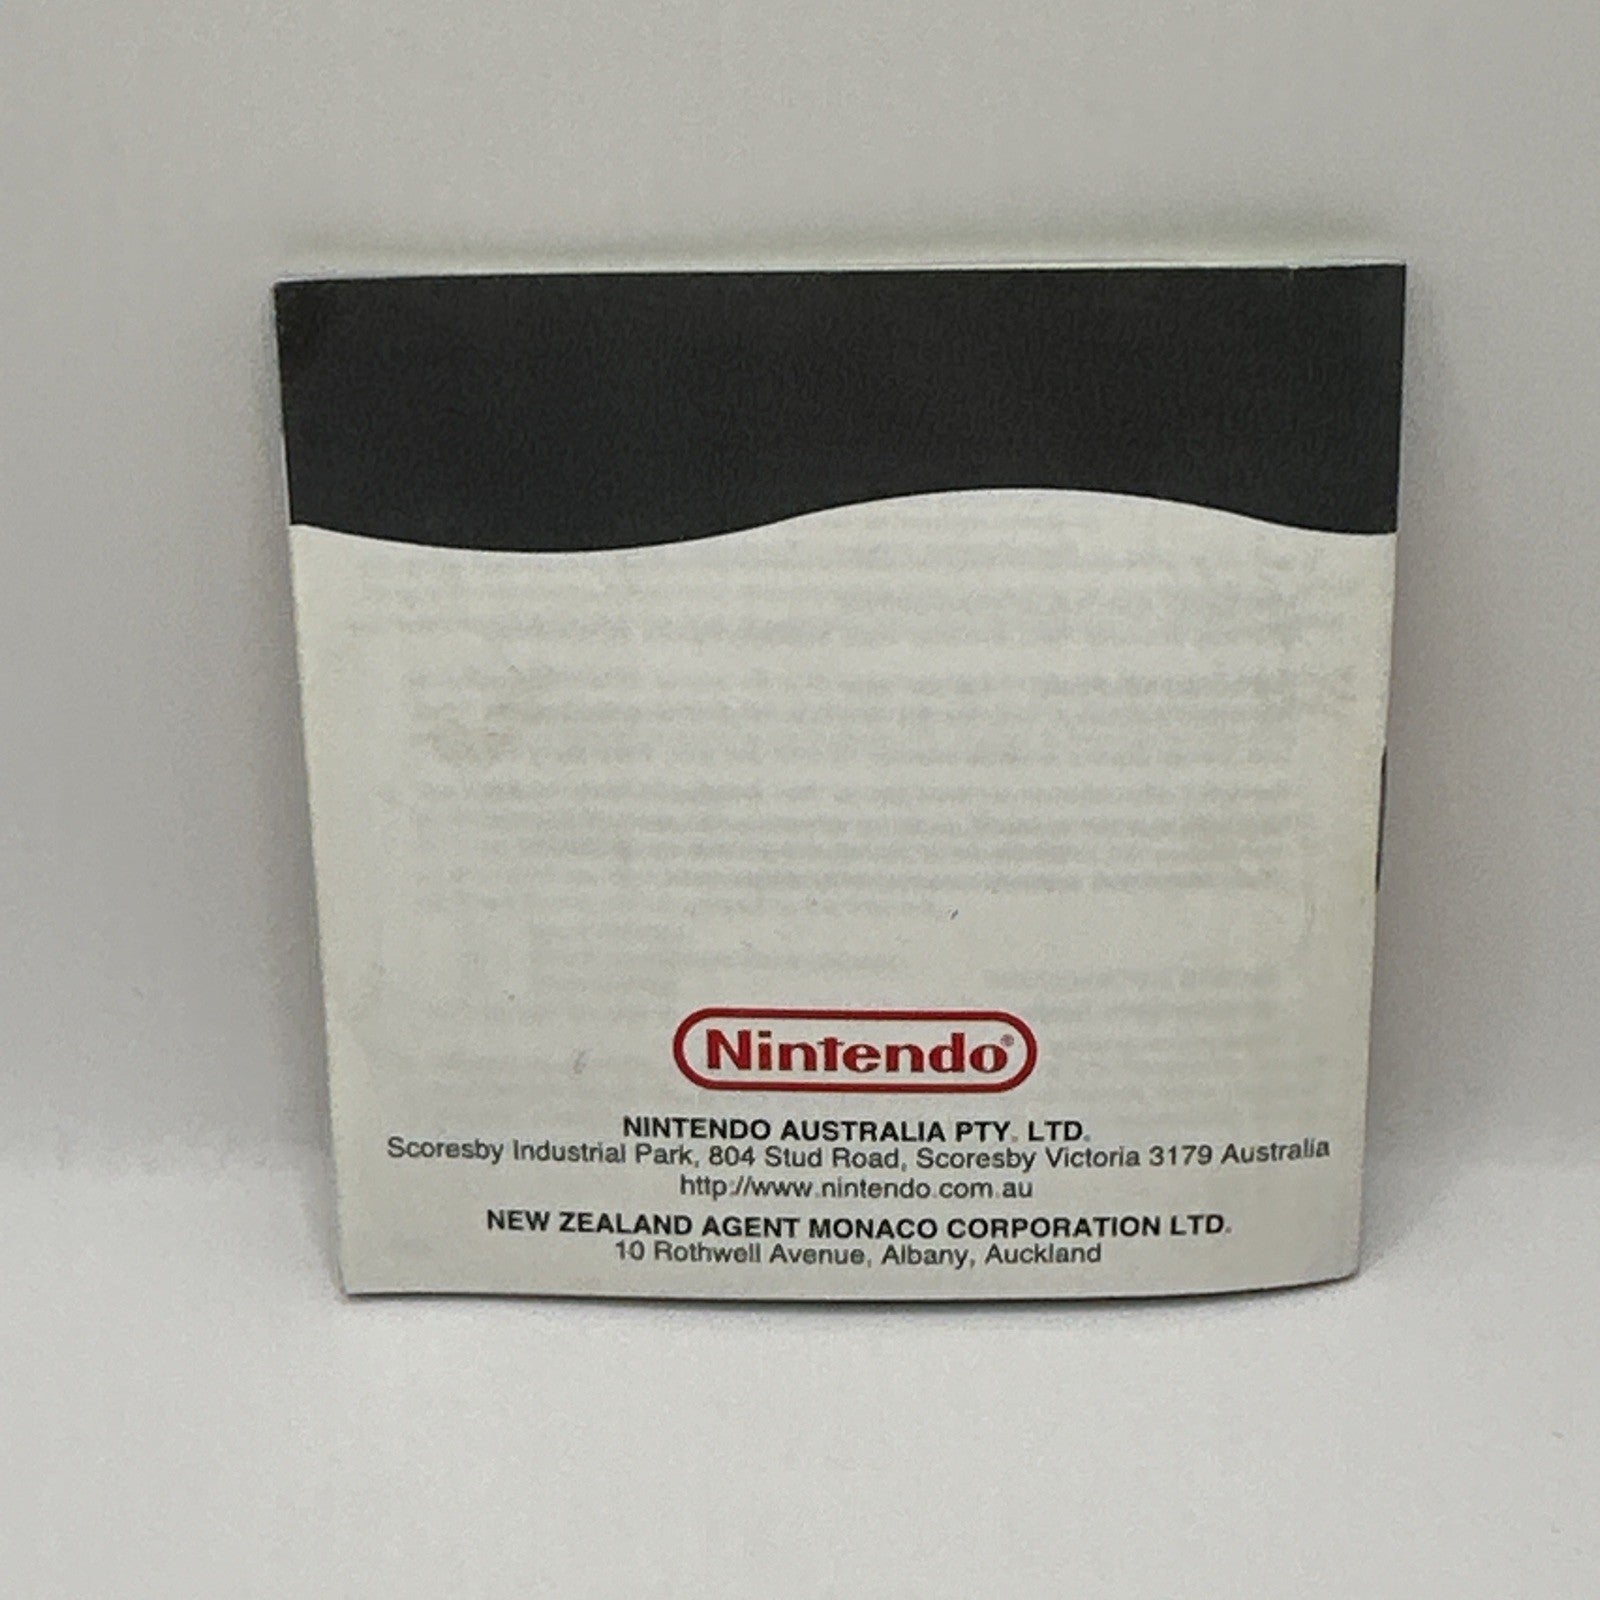 Nintendo®
NINTENDO AUSTRALIA PTY. LTD.
Scoresby Industrial Park, 804 Stud Road, Scoresby Victoria 3179 Australia
http://www.nintendo.com.au
NEW ZEALAND AGENT MONACO CORPORATION LTD.
10 Rothwell Avenue, Albany, Auckland